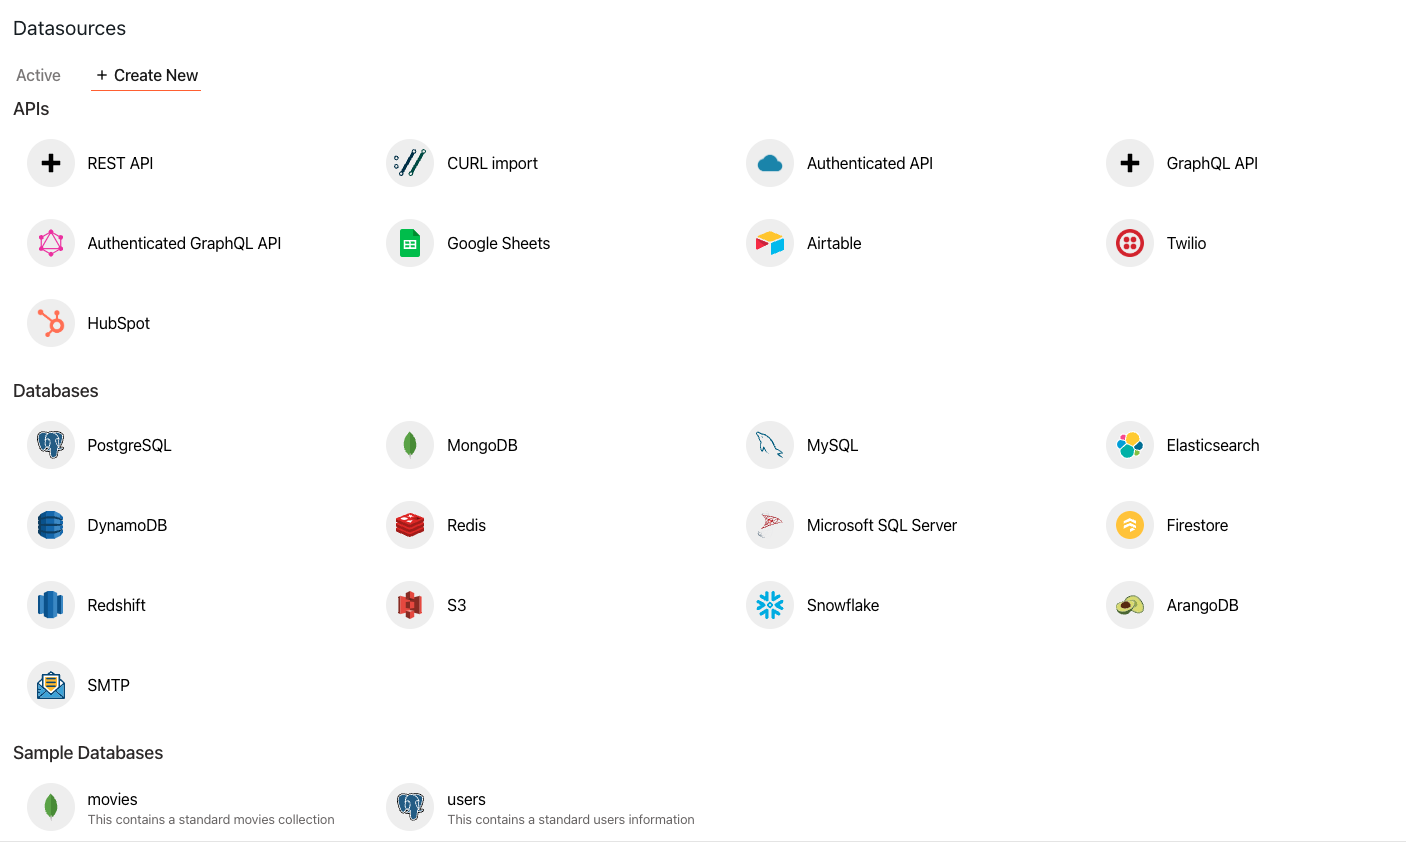 Datasources
Active
+ Create New
APIs
REST API
CURL import
Authenticated API
GraphQL API
Authenticated GraphQL API
Google Sheets
Airtable
Twilio
HubSpot
Databases
PostgreSQL
MongoDB
MySQL
Elasticsearch
DynamoDB
Redis
Microsoft SQL Server
Firestore
Redshift
S3
Snowflake
ArangoDB
SMTP
Sample Databases
movies
This contains a standard movies collection
users
This contains a standard users information